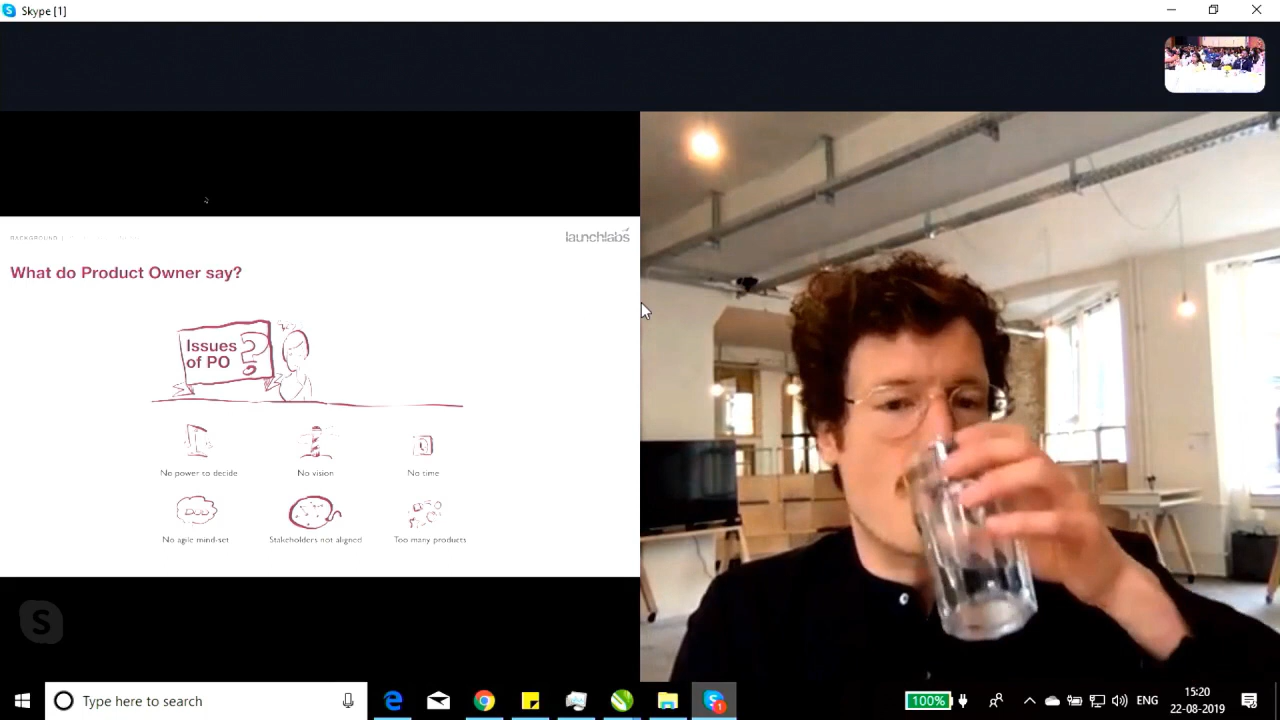 Skype [1]
BACKGROUND |
launchlabs
What do Product Owner say?
Issues
of PO ?
No power to decide
No vision
No time
No agile mind-set
Stakeholders not aligned
Too many products
S
Type here to search
1
100%
ENG
15:20
22-08-2019